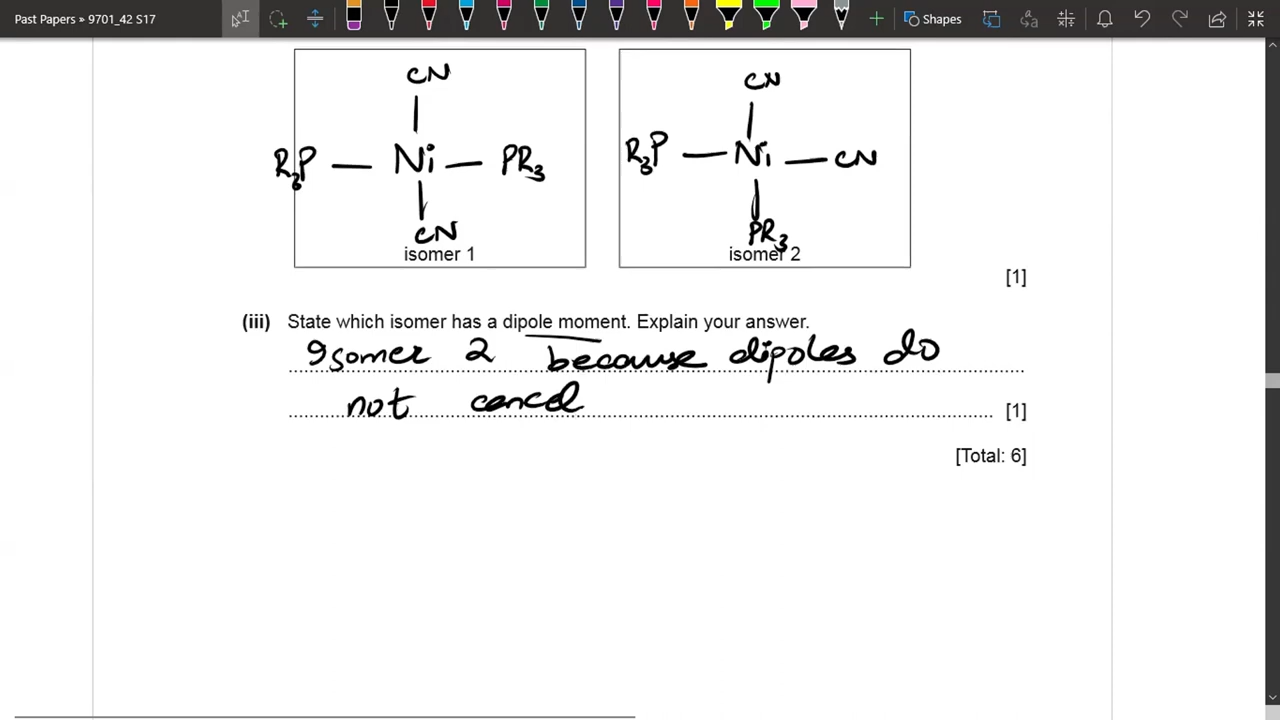 Past Papers » 9701_42 S17
Shapes
CN
R3P — Ni — PR3
CN
isomer 1
CN
R3P — Ni — CN
PR3
isomer 2
[1]
(iii) State which isomer has a dipole moment. Explain your answer.
Isomer 2 because dipoles do
not cancel
[1]
[Total: 6]